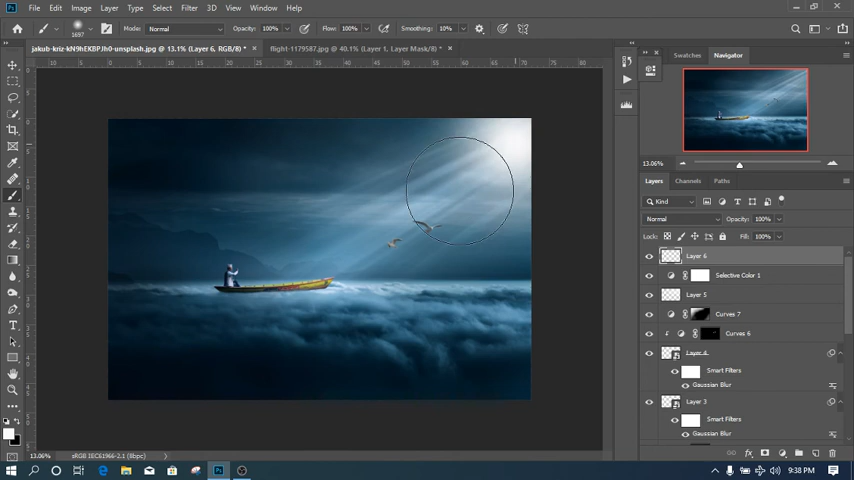 File Edit Image Layer Type Select Filter 3D View Window Help
1697 Mode: Normal Opacity: 100% Flow: 100% Smoothing: 10%
jakub-kriz-kN9hEKBPJh0-unsplash.jpg @ 13.1% (Layer 6, RGB/8) * × flight-1179587.jpg @ 40.1% (Layer 1, Layer Mask/8) * ×
Swatches Navigator
13.06%
Layers Channels Paths
Kind
Normal Opacity: 100%
Lock: Fill: 100%
Layer 6
Selective Color 1
Layer 5
Curves 7
Curves 6
Layer 4
Smart Filters
Gaussian Blur
Layer 3
Smart Filters
Gaussian Blur
13.06% sRGB IEC61966-2.1 (8bpc)
9:38 PM